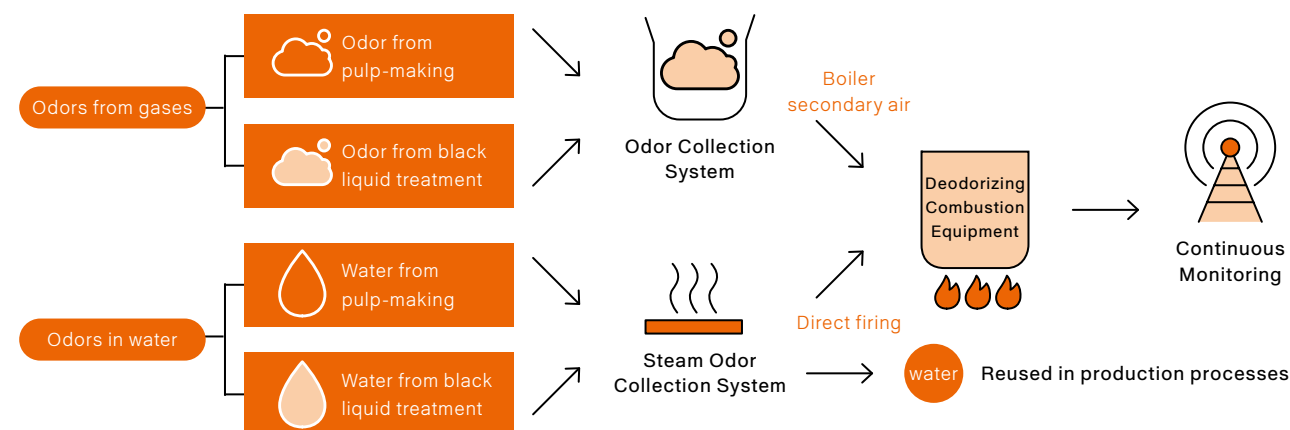 Odors from gases
Odor from
pulp-making
Odor from black
liquid treatment
Odor Collection
System
Boiler
secondary air
Deodorizing
Combustion
Equipment
Continuous
Monitoring
Odors in water
Water from
pulp-making
Water from black
liquid treatment
Steam Odor
Collection System
Direct firing
water
Reused in production processes